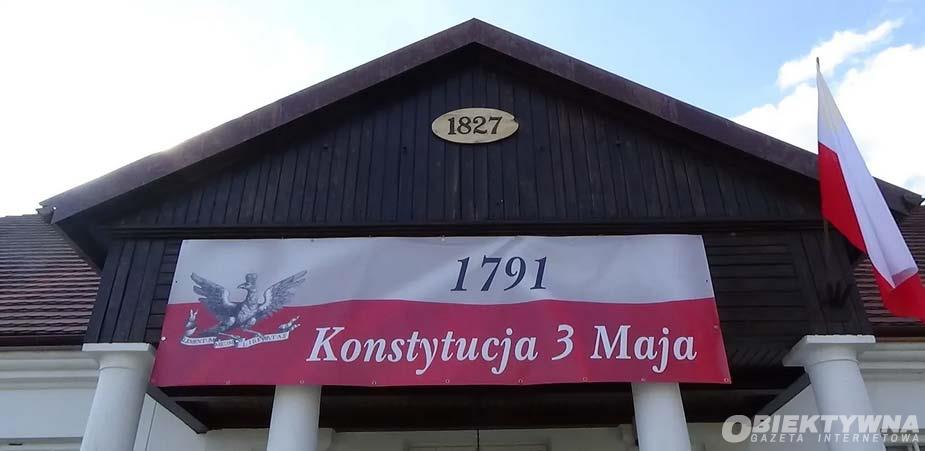 1827
1791
Konstytucja 3 Maja
OBIEKTYWNA
GAZETA INTERNETOWA